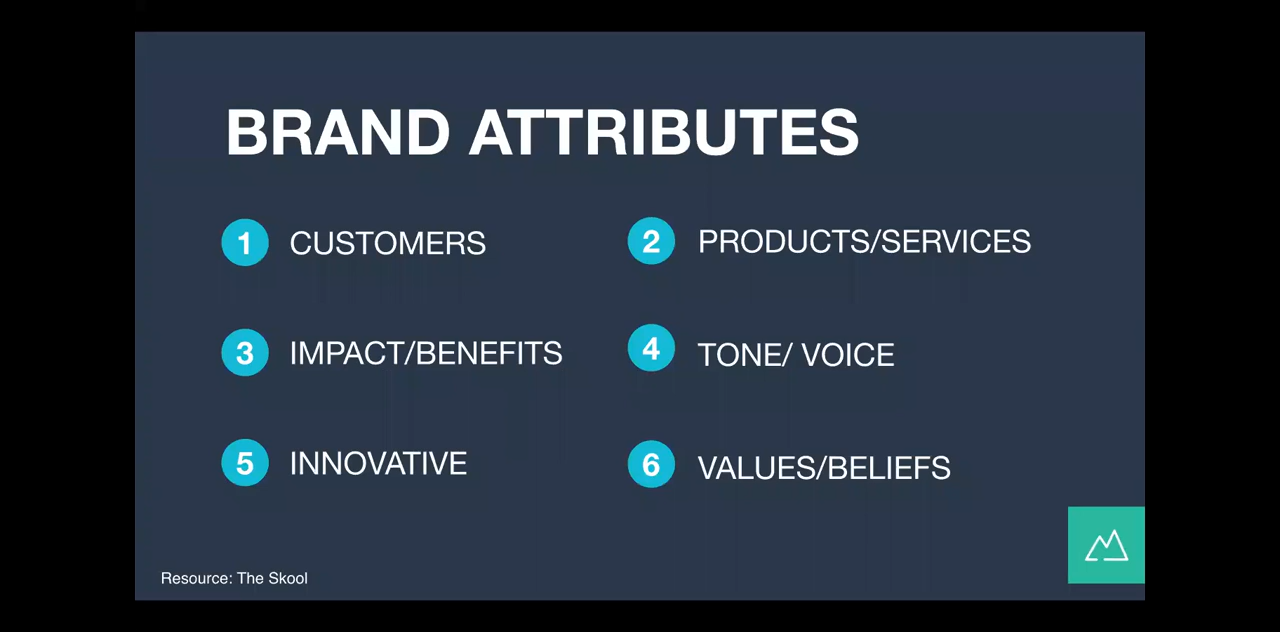 BRAND ATTRIBUTES
1 CUSTOMERS
2 PRODUCTS/SERVICES
3 IMPACT/BENEFITS
4 TONE/ VOICE
5 INNOVATIVE
6 VALUES/BELIEFS
Resource: The Skool